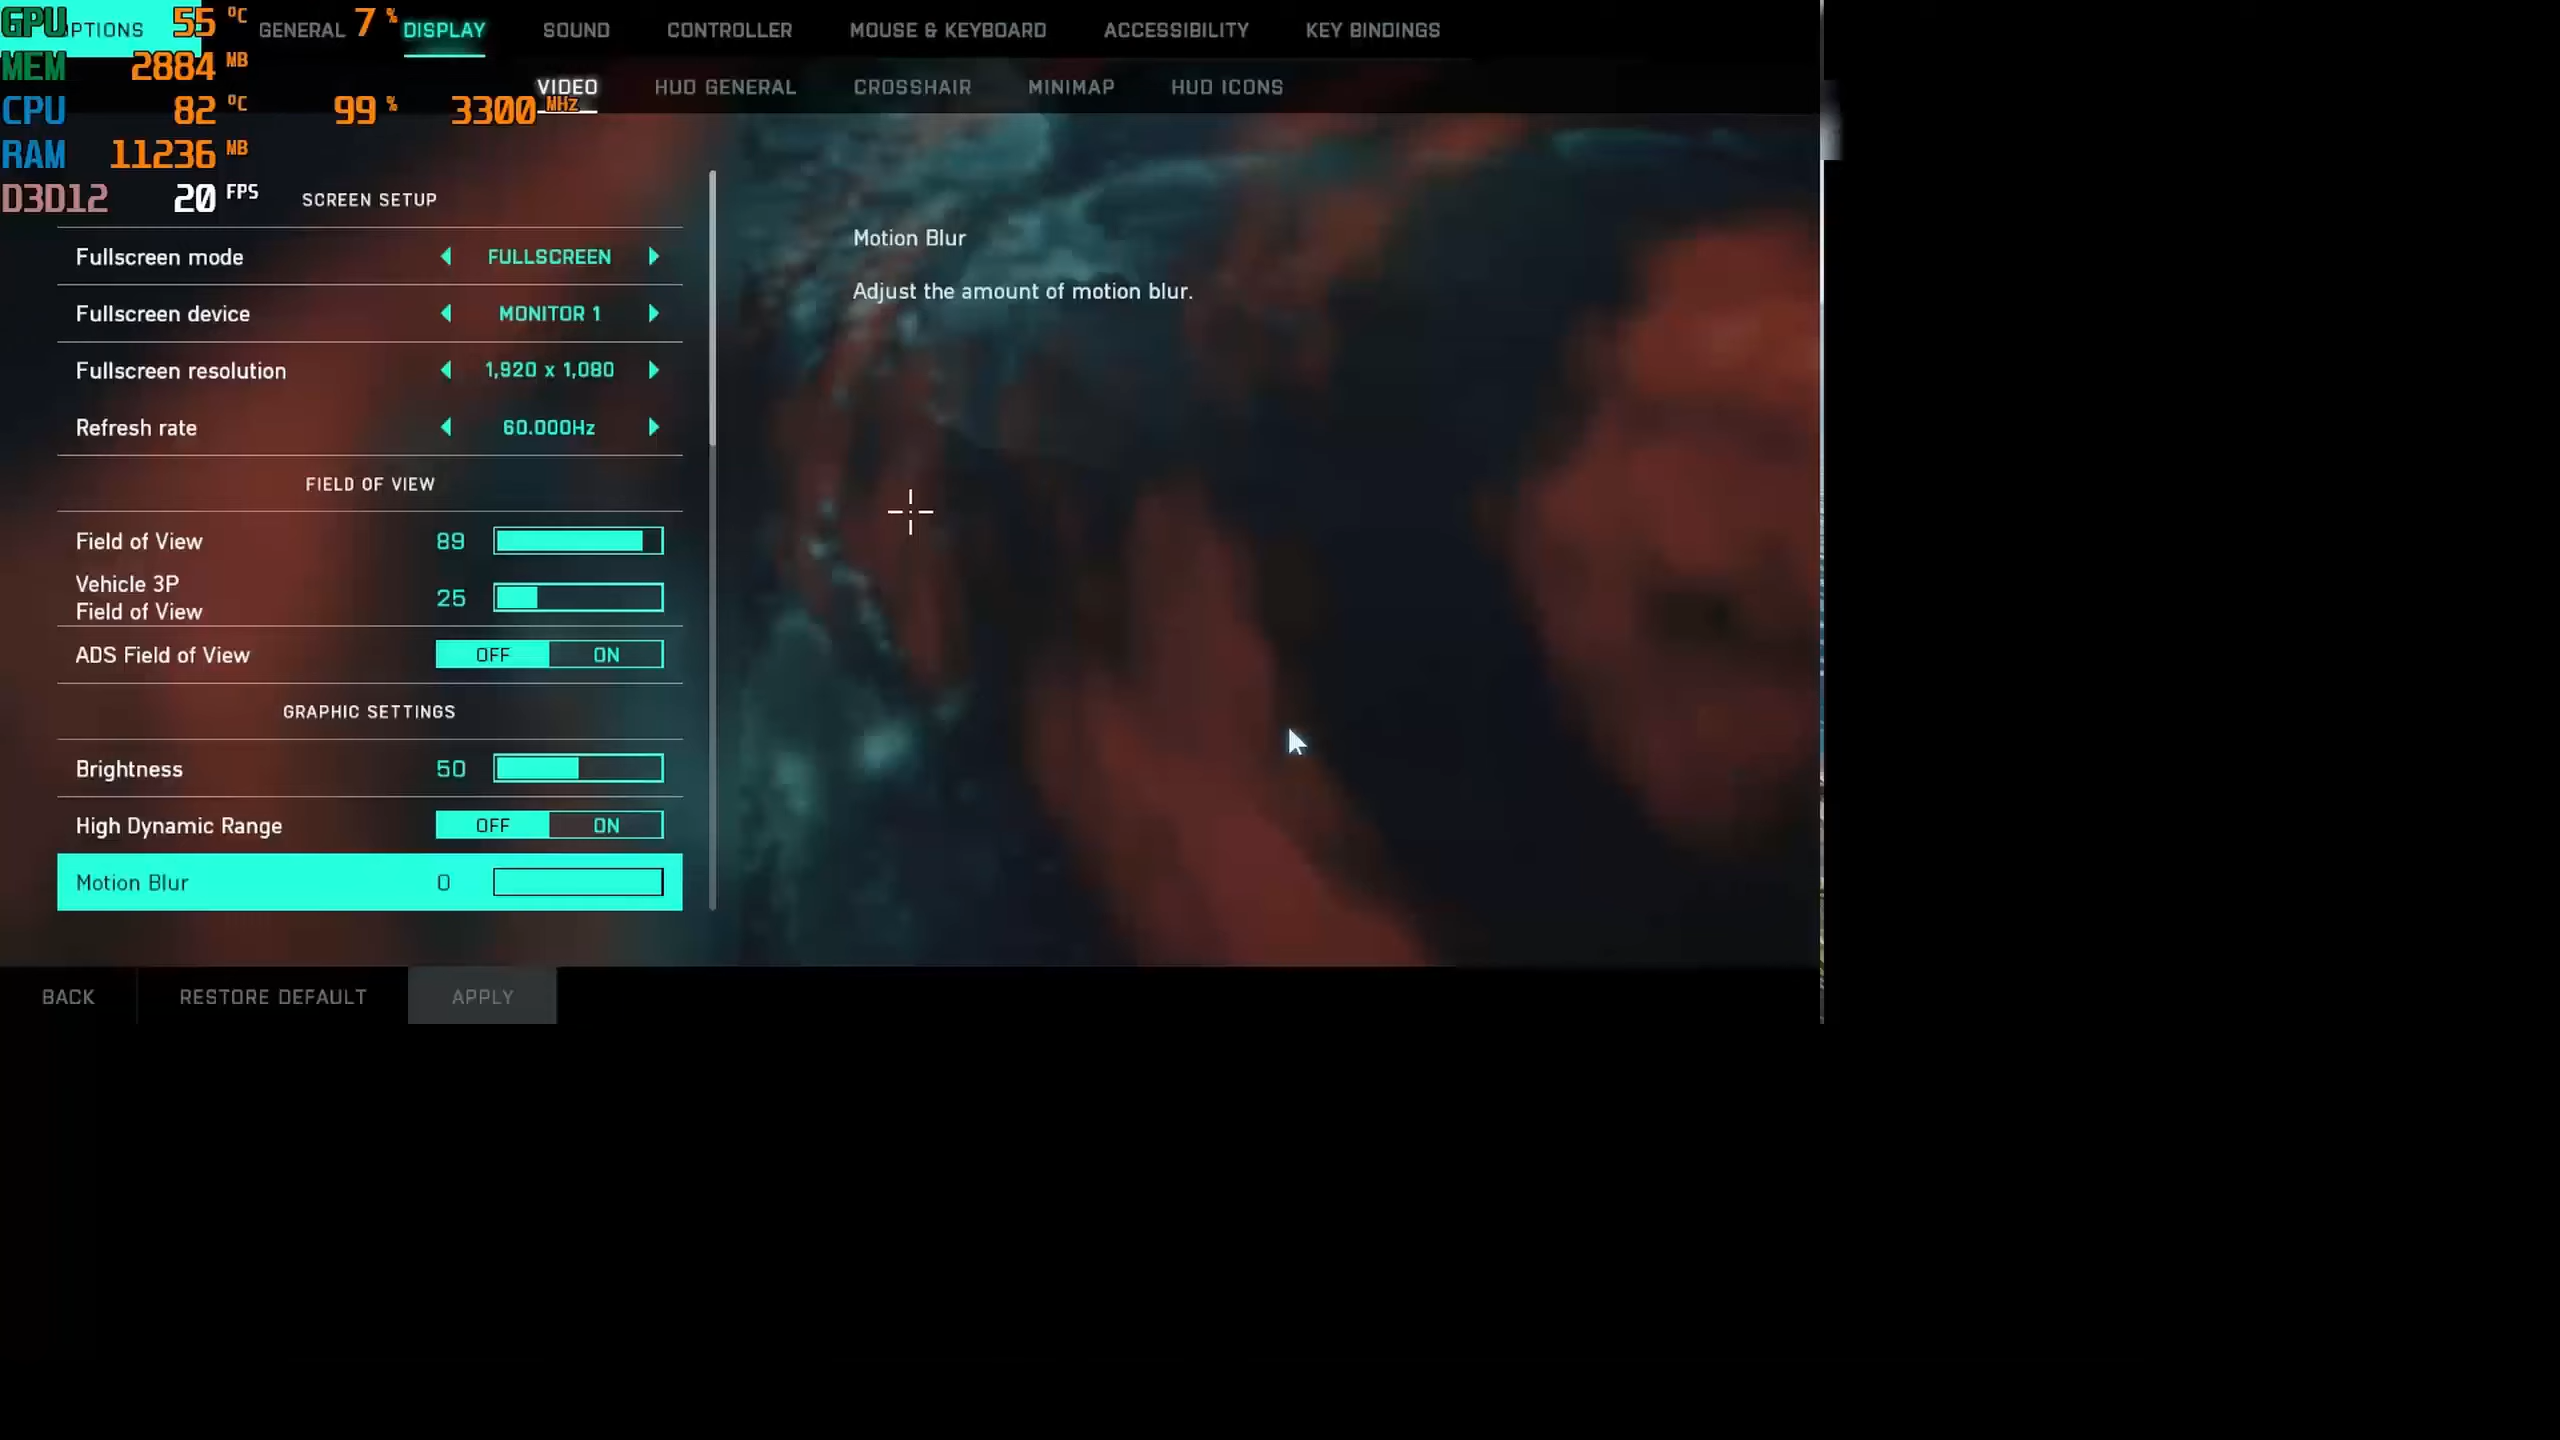 GPU 55 °C 7 %
PTIONS GENERAL DISPLAY SOUND CONTROLLER MOUSE & KEYBOARD ACCESSIBILITY KEY BINDINGS
MEM 2884 MB
VIDEO HUD GENERAL CROSSHAIR MINIMAP HUD ICONS
CPU 82 °C 99 % 3300 MHz
RAM 11236 MB
D3D12 20 FPS
SCREEN SETUP
Fullscreen mode FULLSCREEN
Fullscreen device MONITOR 1
Fullscreen resolution 1,920 x 1,080
Refresh rate 60.000Hz
FIELD OF VIEW
Field of View 89
Vehicle 3P
Field of View 25
ADS Field of View OFF ON
GRAPHIC SETTINGS
Brightness 50
High Dynamic Range OFF ON
Motion Blur 0
Motion Blur
Adjust the amount of motion blur.
BACK RESTORE DEFAULT APPLY